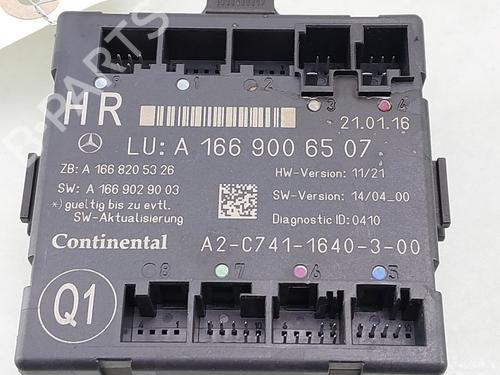 9 1 2 3 4
HR
21.01.16
LU: A 166 900 65 07
ZB: A 166 820 53 26
HW-Version: 11/21
SW: A 166 902 90 03
SW-Version: 14/04_00
*) gueltig bis zu evtl.
SW-Aktualisierung
Diagnostic ID: 0410
Continental
A2-C741-1640-3-00
8 7 6 5
Q1
B-PARTS